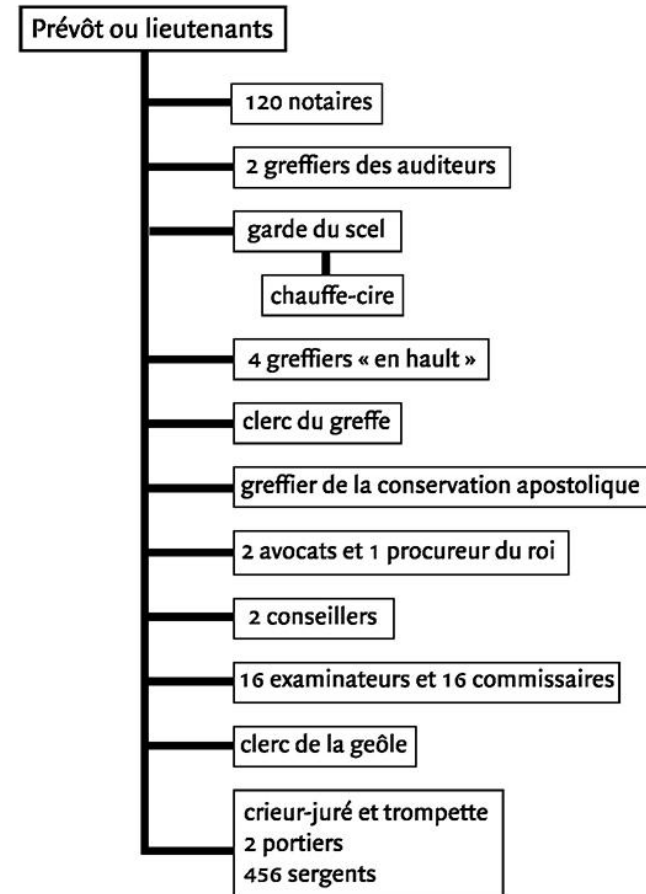 Prévôt ou lieutenants
120 notaires
2 greffiers des auditeurs
garde du scel
chauffe-cire
4 greffiers « en hault »
clerc du greffe
greffier de la conservation apostolique
2 avocats et 1 procureur du roi
2 conseillers
16 examinateurs et 16 commissaires
clerc de la geôle
crieur-juré et trompette
2 portiers
456 sergents